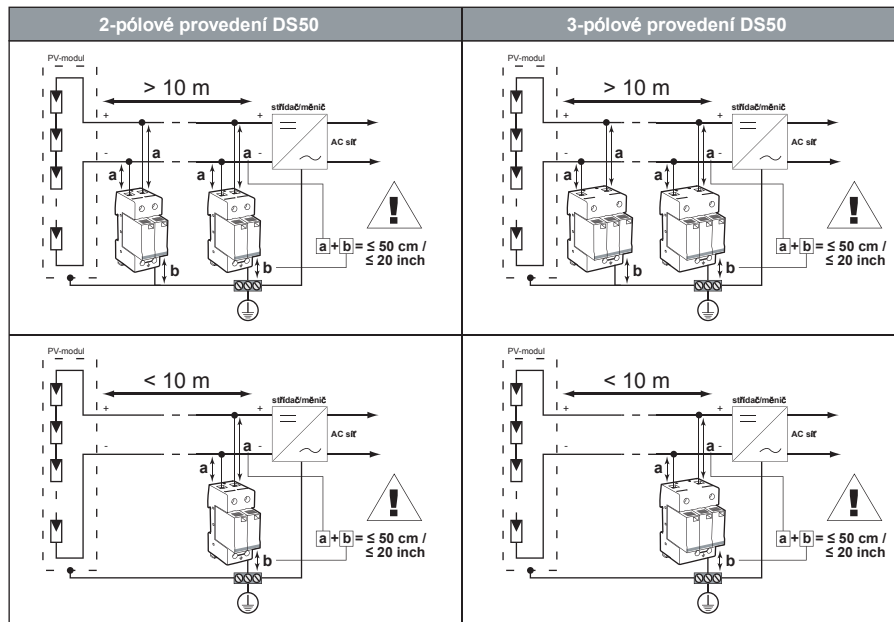 2-pólové provedení DS50
3-pólové provedení DS50
PV-modul
> 10 m
+
+
střídač/měnič
AC síť
-
-
a
a
a
a
b
b
a + b = ≤ 50 cm /
≤ 20 inch
PV-modul
> 10 m
+
+
střídač/měnič
AC síť
-
-
a
a
a
a
b
b
a + b = ≤ 50 cm /
≤ 20 inch
PV-modul
< 10 m
+
+
střídač/měnič
AC síť
-
-
a
a
b
a + b = ≤ 50 cm /
≤ 20 inch
PV-modul
< 10 m
+
+
střídač/měnič
AC síť
-
-
a
a
b
a + b = ≤ 50 cm /
≤ 20 inch